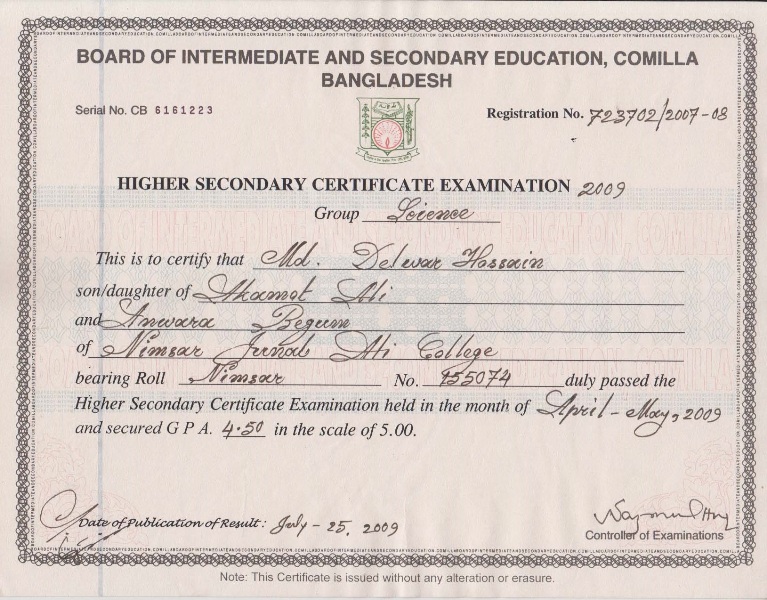 BOARD OF INTERMEDIATE AND SECONDARY EDUCATION, COMILLA
BANGLADESH
Serial No. CB 6161223
Registration No. 723702/2007-08
HIGHER SECONDARY CERTIFICATE EXAMINATION 2009
Group Science
This is to certify that Md. Delwar Hossain
son/daughter of Akamot Ali
and Anwara Begum
of Nimsar Junab Ali College
bearing Roll Nimsar No. 155074 duly passed the
Higher Secondary Certificate Examination held in the month of April - May, 2009
and secured G P A. 4.50 in the scale of 5.00.
Date of Publication of Result : July - 25, 2009
Controller of Examinations
Note: This Certificate is issued without any alteration or erasure.